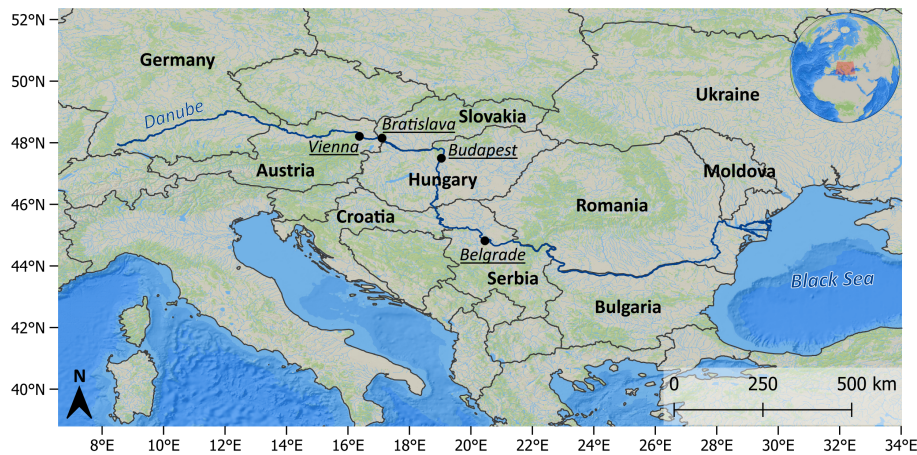 52°N
50°N
48°N
46°N
44°N
42°N
40°N
Germany
Ukraine
Danube
Bratislava
Slovakia
Vienna
Budapest
Austria
Hungary
Moldova
Croatia
Romania
Belgrade
Serbia
Black Sea
Bulgaria
N
0 250 500 km
8°E 10°E 12°E 14°E 16°E 18°E 20°E 22°E 24°E 26°E 28°E 30°E 32°E 34°E